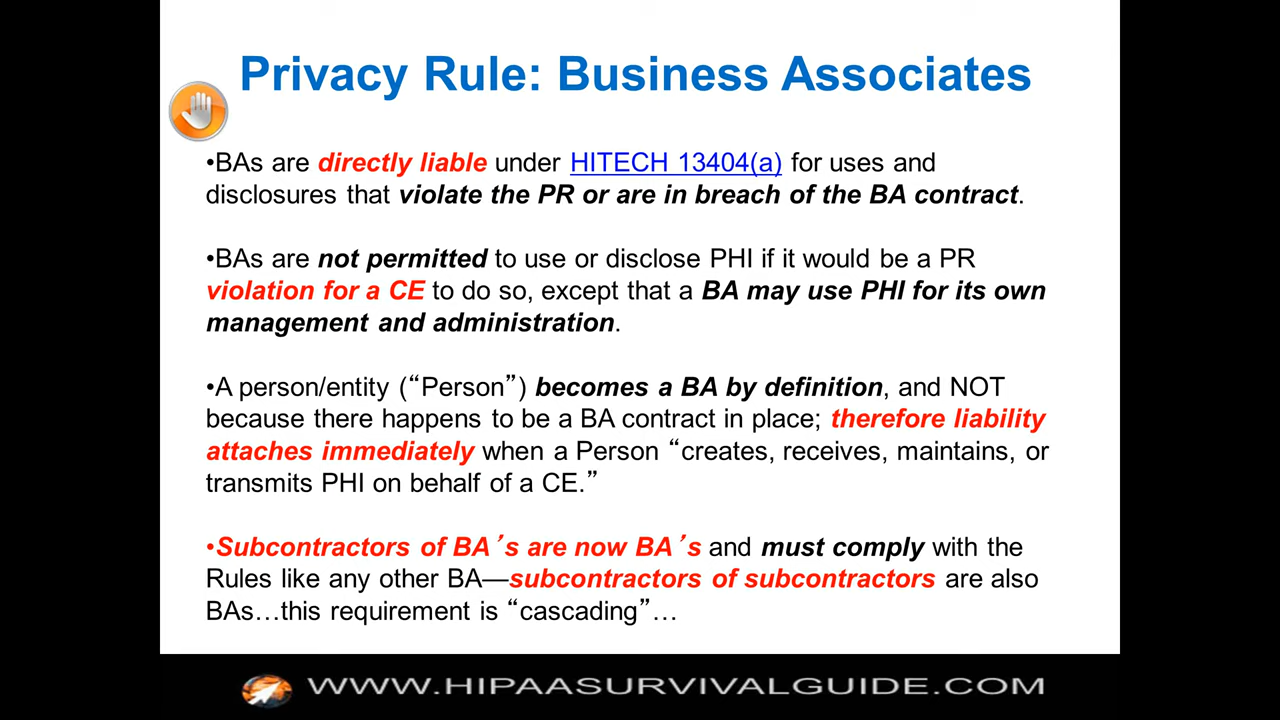 Privacy Rule: Business Associates
•BAs are directly liable under HITECH 13404(a) for uses and
disclosures that violate the PR or are in breach of the BA contract.
•BAs are not permitted to use or disclose PHI if it would be a PR
violation for a CE to do so, except that a BA may use PHI for its own
management and administration.
•A person/entity (“Person”) becomes a BA by definition, and NOT
because there happens to be a BA contract in place; therefore liability
attaches immediately when a Person “creates, receives, maintains, or
transmits PHI on behalf of a CE.”
•Subcontractors of BA’s are now BA’s and must comply with the
Rules like any other BA—subcontractors of subcontractors are also
BAs…this requirement is “cascading”…
WWW.HIPAASURVIVALGUIDE.COM